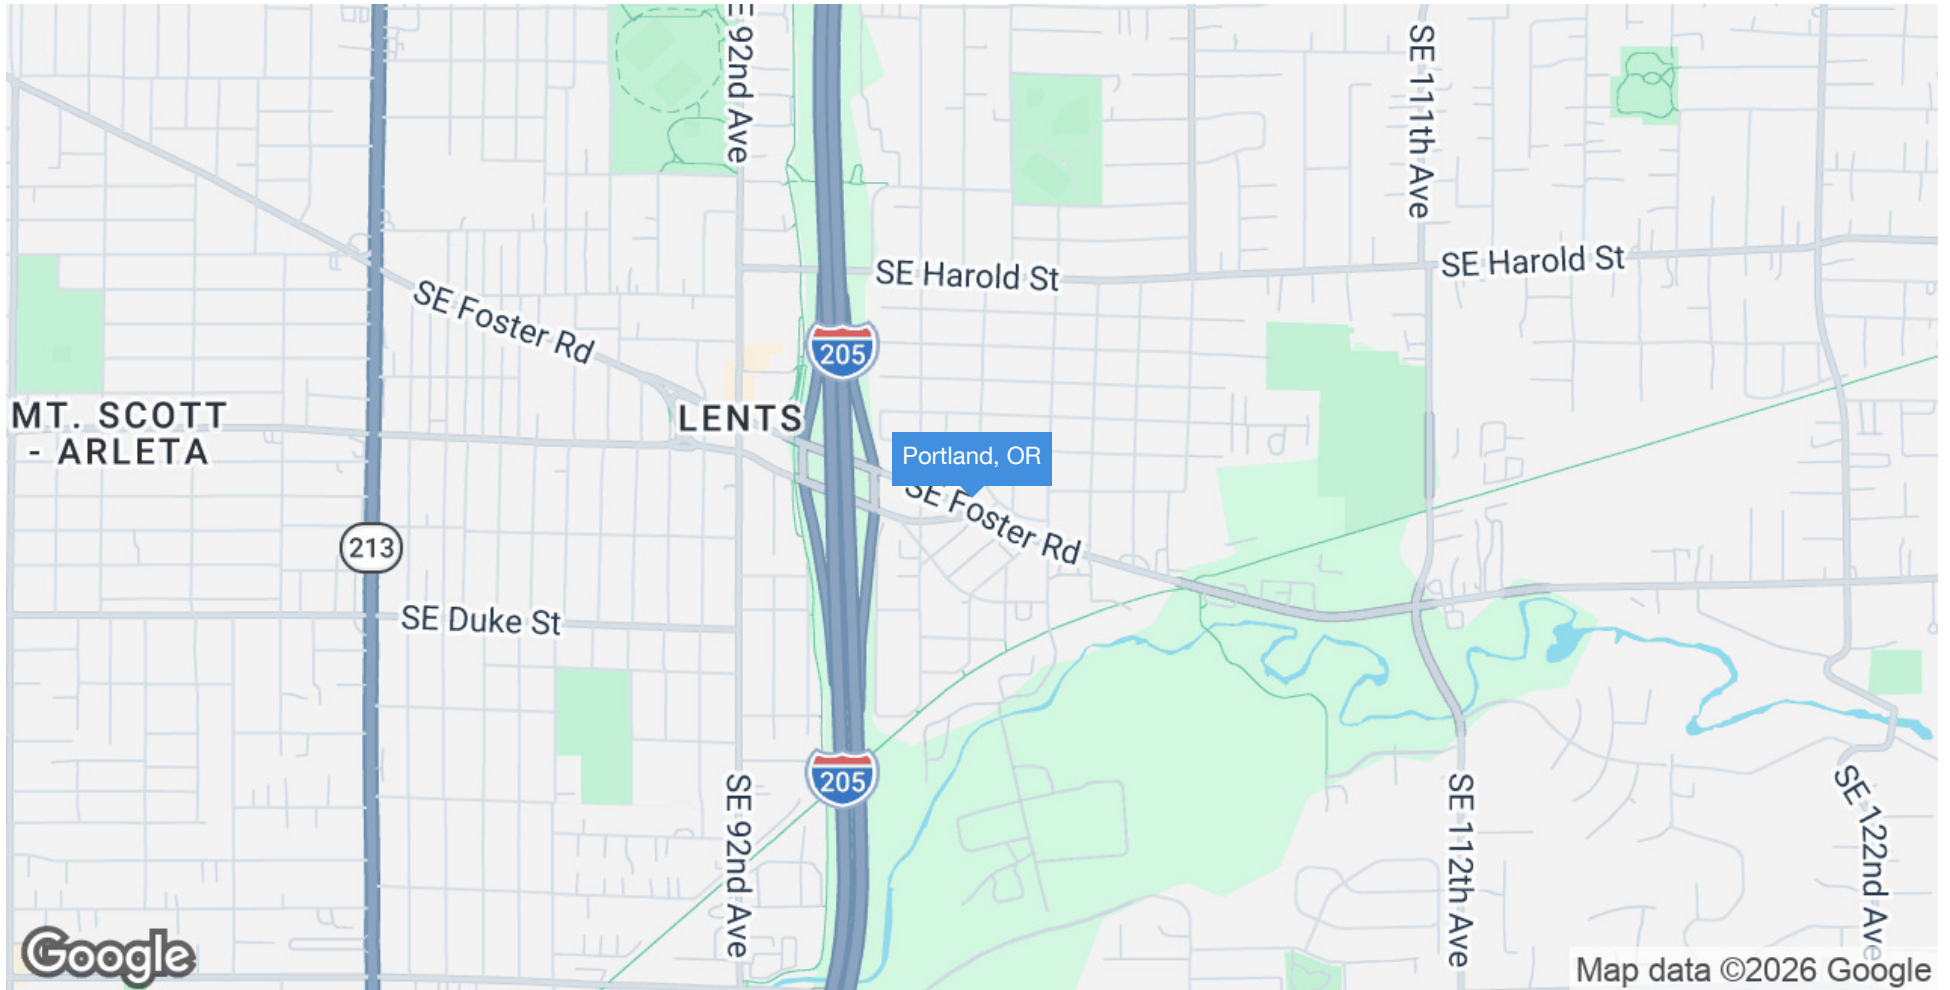 SE 92nd Ave
SE 111th Ave
SE Harold St
SE Harold St
SE Foster Rd
205
MT. SCOTT
- ARLETA
LENTS
Portland, OR
SE Foster Rd
213
SE Duke St
205
SE 92nd Ave
SE 112th Ave
SE 122nd Ave
Google
Map data ©2026 Google